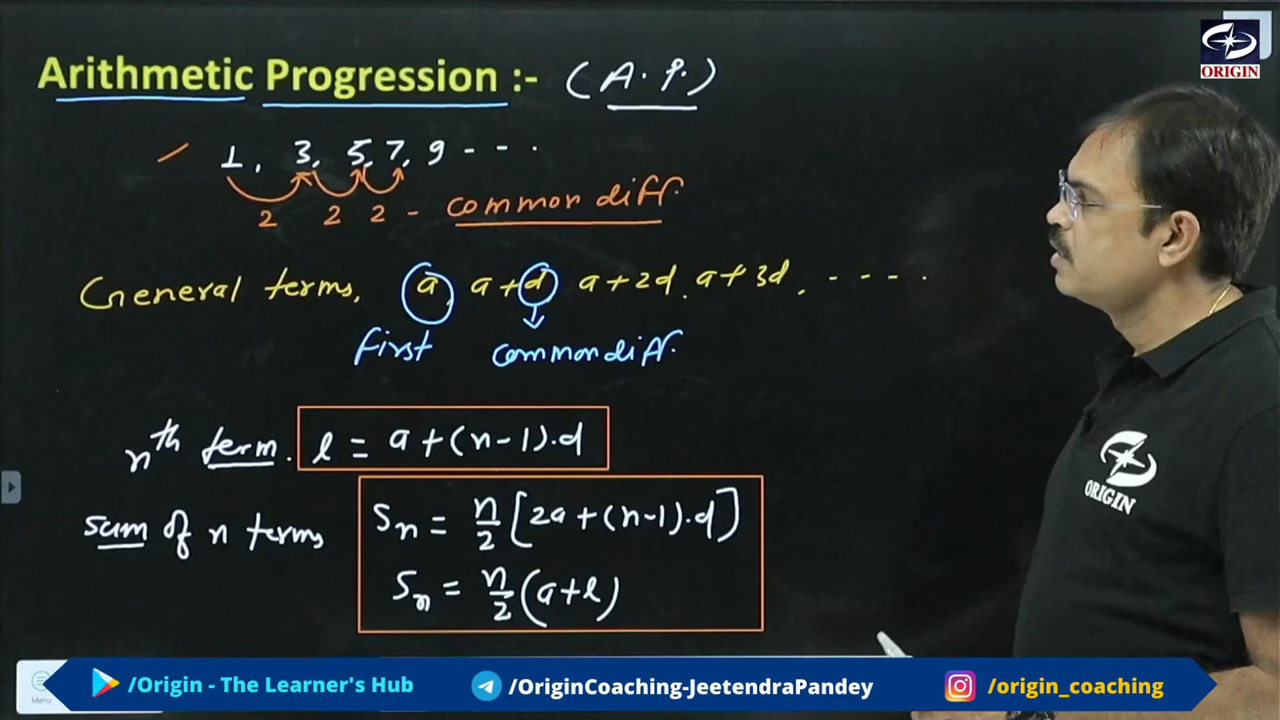 Arithmetic Progression :- (A.P.)
ORIGIN
1, 3, 5, 7, 9 - - - .
2 2 2 - common diff.
General terms, a, a+d a+2d, a+3d, - - - - .
first common diff.
nth term. l = a+(n-1).d
ORIGIN
sum of n terms Sn = n/2 [2a+(n-1).d]
Sn = n/2 (a+l)
Menu
/Origin - The Learner's Hub /OriginCoaching-JeetendraPandey /origin_coaching